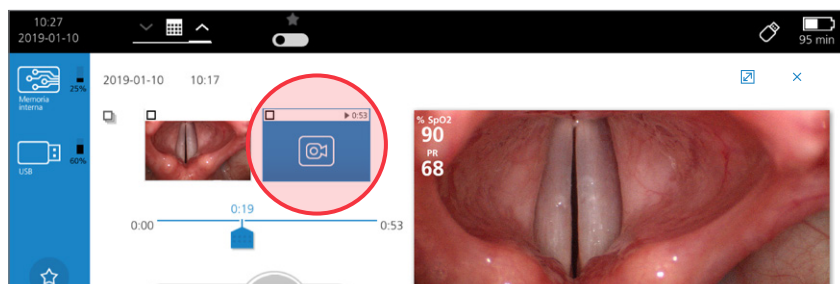 10:27
2019-01-10
95 min
Memoria
interna
25%
USB
60%
2019-01-10 10:17
0:53
0:19
0:00
0:53
% SpO2
90
PR
68